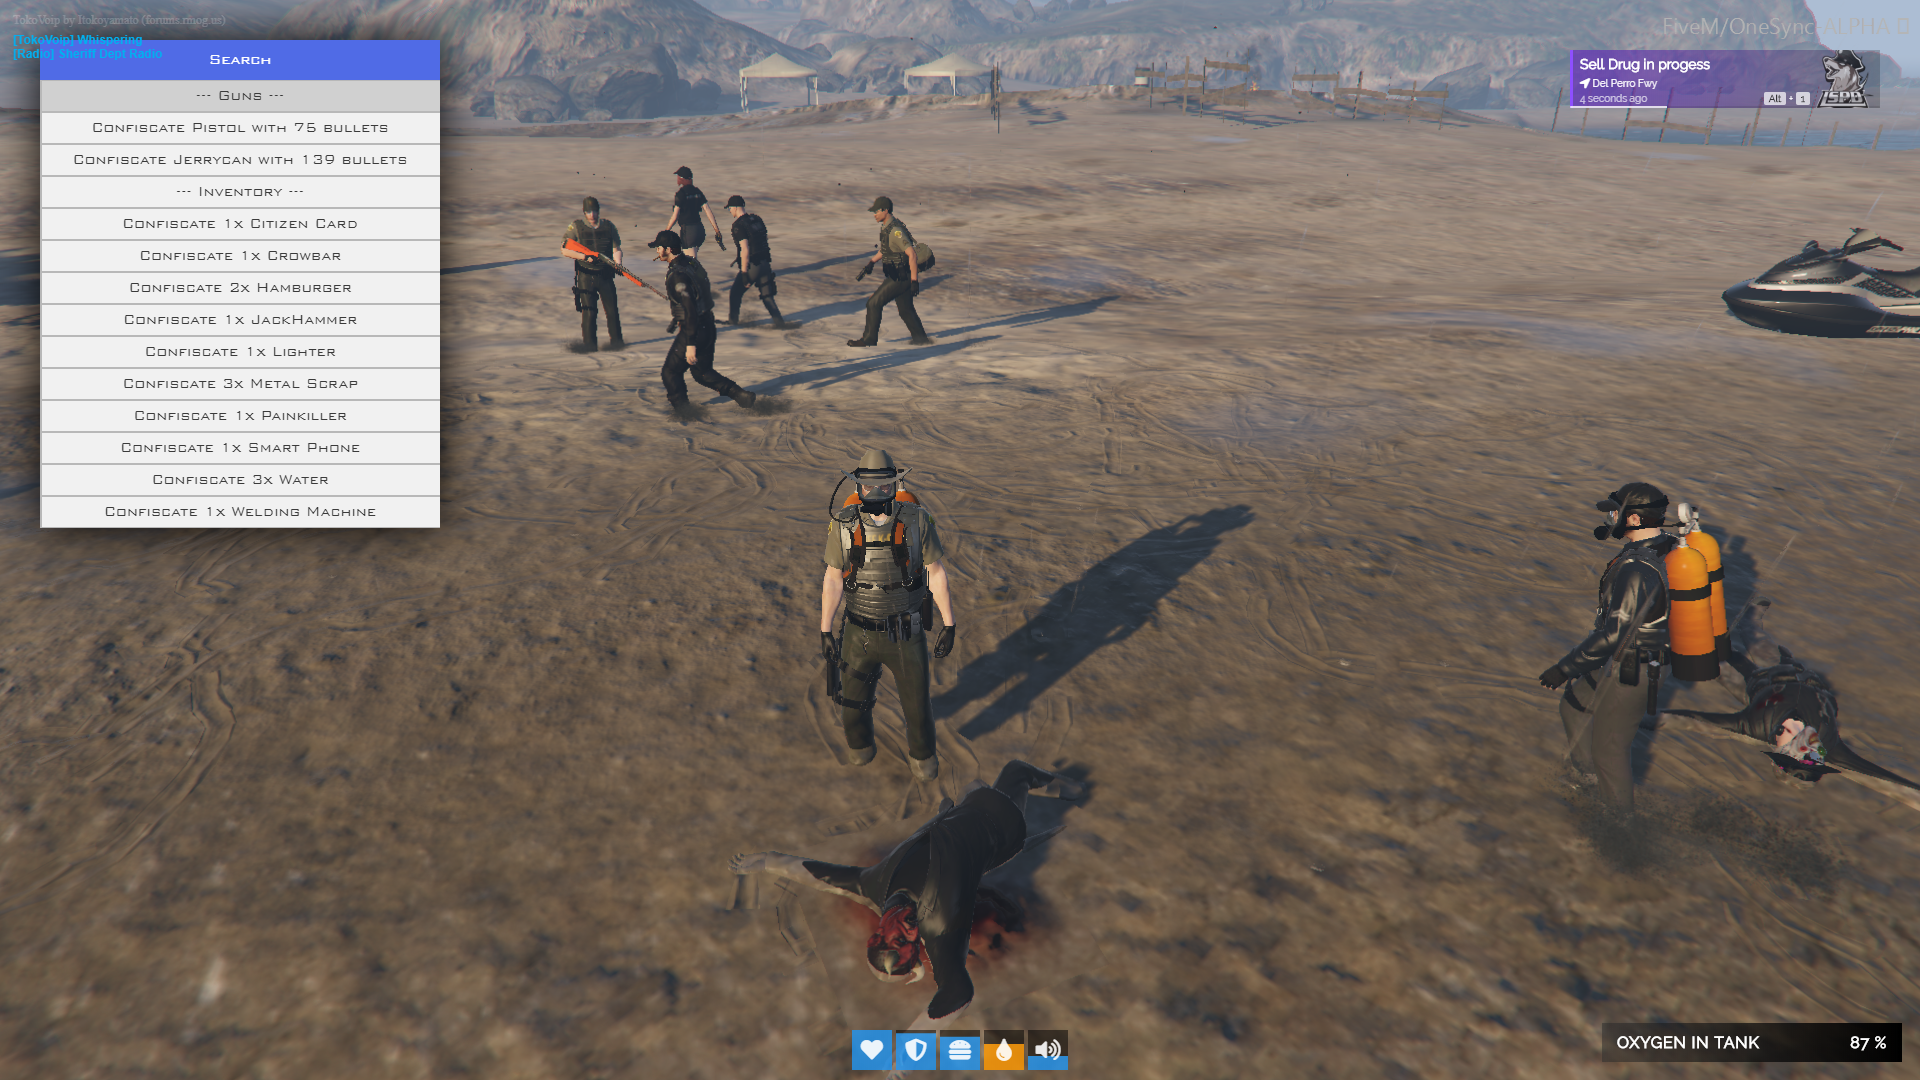 TokoVoip by Itokoyamato (forums.rmog.us)
[TokoVoip] Whispering
[Radio] Sheriff Dept Radio
Search
--- Guns ---
Confiscate Pistol with 75 bullets
Confiscate Jerrycan with 139 bullets
--- Inventory ---
Confiscate 1x Citizen Card
Confiscate 1x Crowbar
Confiscate 2x Hamburger
Confiscate 1x JackHammer
Confiscate 1x Lighter
Confiscate 3x Metal Scrap
Confiscate 1x Painkiller
Confiscate 1x Smart Phone
Confiscate 3x Water
Confiscate 1x Welding Machine
FiveM/OneSync ALPHA
Sell Drug in progess
Del Perro Fwy
4 seconds ago
Alt + 1
OXYGEN IN TANK 87 %